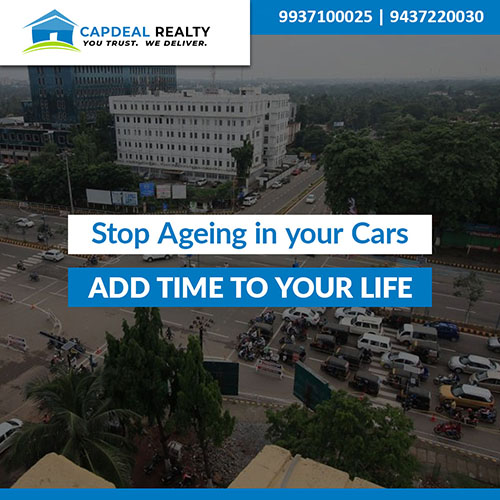 CAPDEAL REALTY
YOU TRUST. WE DELIVER.
9937100025 | 9437220030
Stop Ageing in your Cars
ADD TIME TO YOUR LIFE